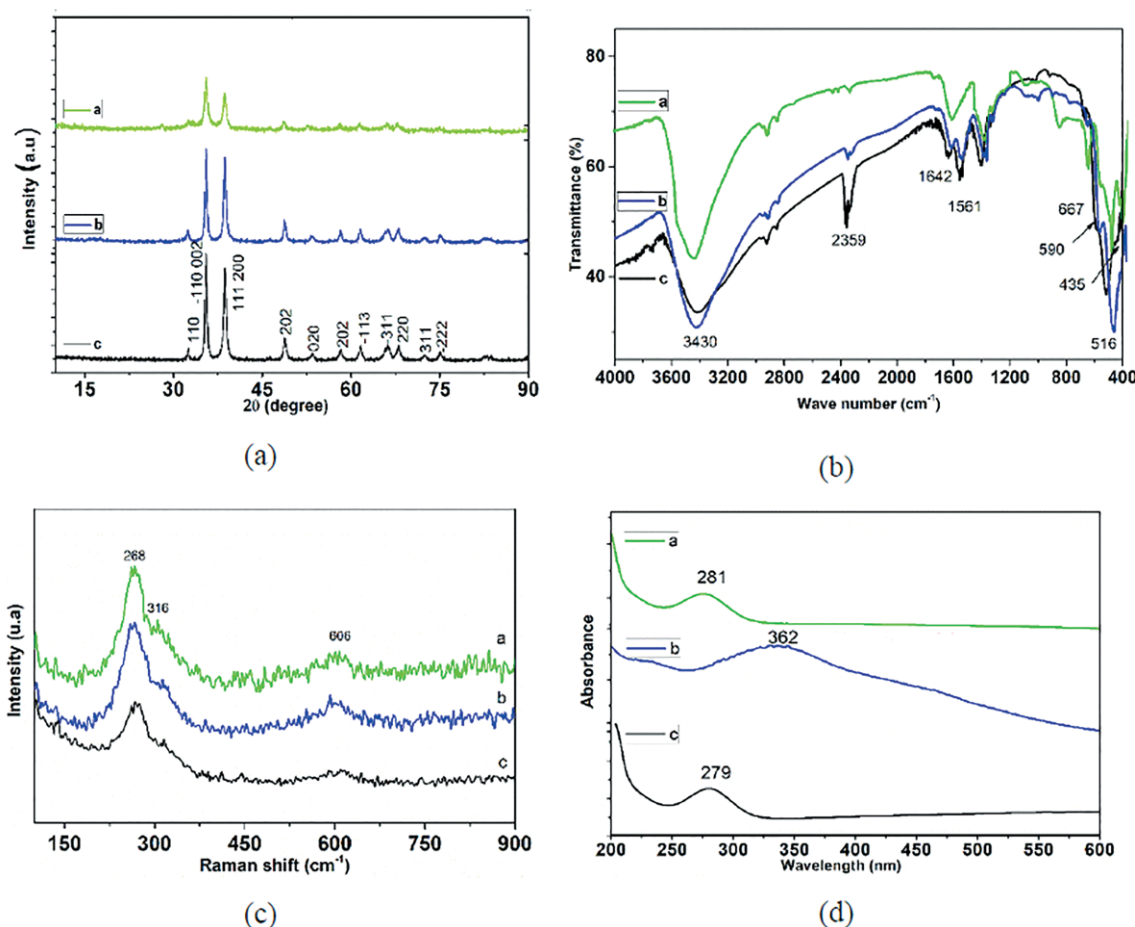 a
b
c
110
-110 002
111 200
202
020
202
-113
-311
220
311
-222
15 30 45 60 75 90
2θ (degree)
Intensity (a.u)
(a)
80
60
40
a
b
c
3430
2359
1642
1561
667
590
435
516
4000 3600 3200 2800 2400 2000 1600 1200 800 400
Wave number (cm-1)
Transmittance (%)
(b)
268
316
606
a
b
c
150 300 450 600 750 900
Raman shift (cm-1)
Intensity (u.a)
(c)
a
281
b
362
c
279
200 250 300 350 400 450 500 550 600
Wavelength (nm)
Absorbance
(d)